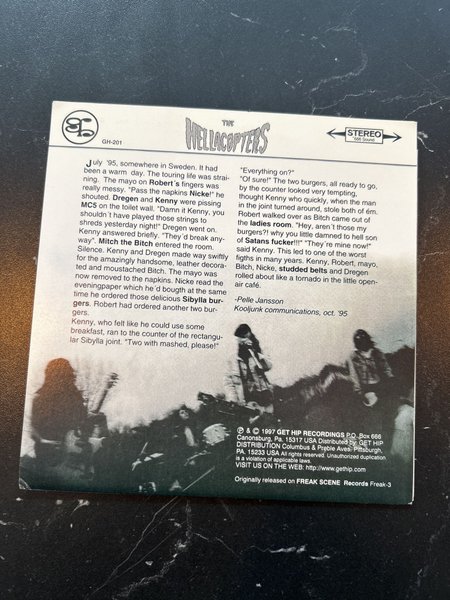 GH-201
THE
HELLACOPTERS
STEREO
"666 Sound
July ´95, somewhere in Sweden. It had
been a warm day. The touring life was strai-
ning. The mayo on Robert´s fingers was
really messy. "Pass the napkins Nicke!" he
shouted. Dregen and Kenny were pissing
MC5 on the toilet wall. "Damn it Kenny, you
shouldn´t have played those strings to
shreds yesterday night!" Dregen went on.
Kenny answered briefly. "They´d break any-
way". Mitch the Bitch entered the room.
Silence. Kenny and Dregen made way swiftly
for the amazingly handsome, leather decora-
ted and moustached Bitch. The mayo was
now removed to the napkins. Nicke read the
eveningpaper which he´d bought at the same
time he ordered those delicious Sibylla bur-
gers. Robert had ordered another two bur-
gers.
Kenny, who felt like he could use some
breakfast, ran to the counter of the rectangu-
lar Sibylla joint. "Two with mashed, please!"
"Everything on?"
"Of sure!" The two burgers, all ready to go,
by the counter looked very tempting,
thought Kenny who quickly, when the man
in the joint turned around, stole both of ém.
Robert walked over as Bitch came out of
the ladies room. "Hey, aren´t those my
burgers?! why you little damned to hell son
of Satans fucker!!!" "They´re mine now!"
said Kenny. This led to one of the worst
figths in many years. Kenny, Robert, mayo,
Bitch, Nicke, studded belts and Dregen
rolled about like a tornado in the little open-
air café.
-Pelle Jansson
Kooljunk communications, oct. ´95
℗ & © 1997 GET HIP RECORDINGS P.O. Box 666
Canonsburg, PA. 15317 USA Distributed by: GET HIP
DISTRIBUTION Columbus & Preble Aves. Pittsburgh,
PA. 15233 USA All rights reserved. Unauthorized duplication
is a violation of applicable laws.
VISIT US ON THE WEB: http://www.gethip.com
Originally released on FREAK SCENE Records Freak-3